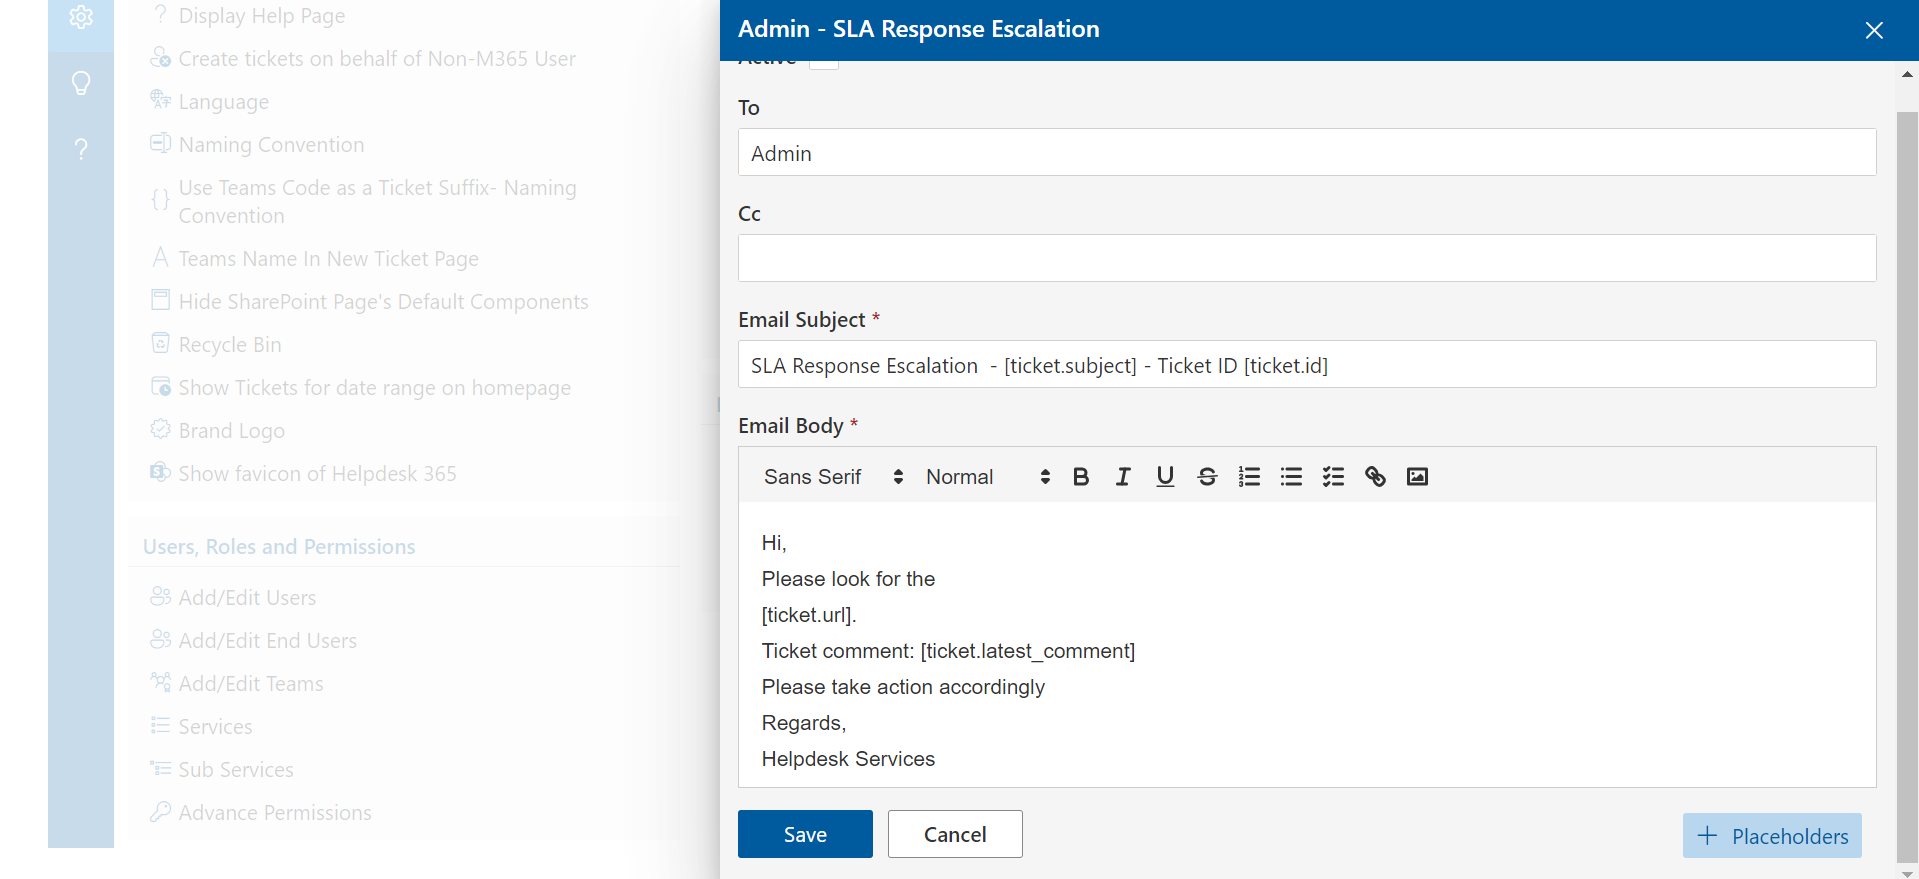 Display Help Page
Create tickets on behalf of Non-M365 User
Language
Naming Convention
Use Teams Code as a Ticket Suffix- Naming
Convention
Teams Name In New Ticket Page
Hide SharePoint Page's Default Components
Recycle Bin
Show Tickets for date range on homepage
Brand Logo
Show favicon of Helpdesk 365
Users, Roles and Permissions
Add/Edit Users
Add/Edit End Users
Add/Edit Teams
Services
Sub Services
Advance Permissions
Admin - SLA Response Escalation
Active
To
Admin
Cc
Email Subject *
SLA Response Escalation  - [ticket.subject] - Ticket ID [ticket.id]
Email Body *
Sans Serif
Normal
Hi,
Please look for the
[ticket.url].
Ticket comment: [ticket.latest_comment]
Please take action accordingly
Regards,
Helpdesk Services
Save
Cancel
+ Placeholders